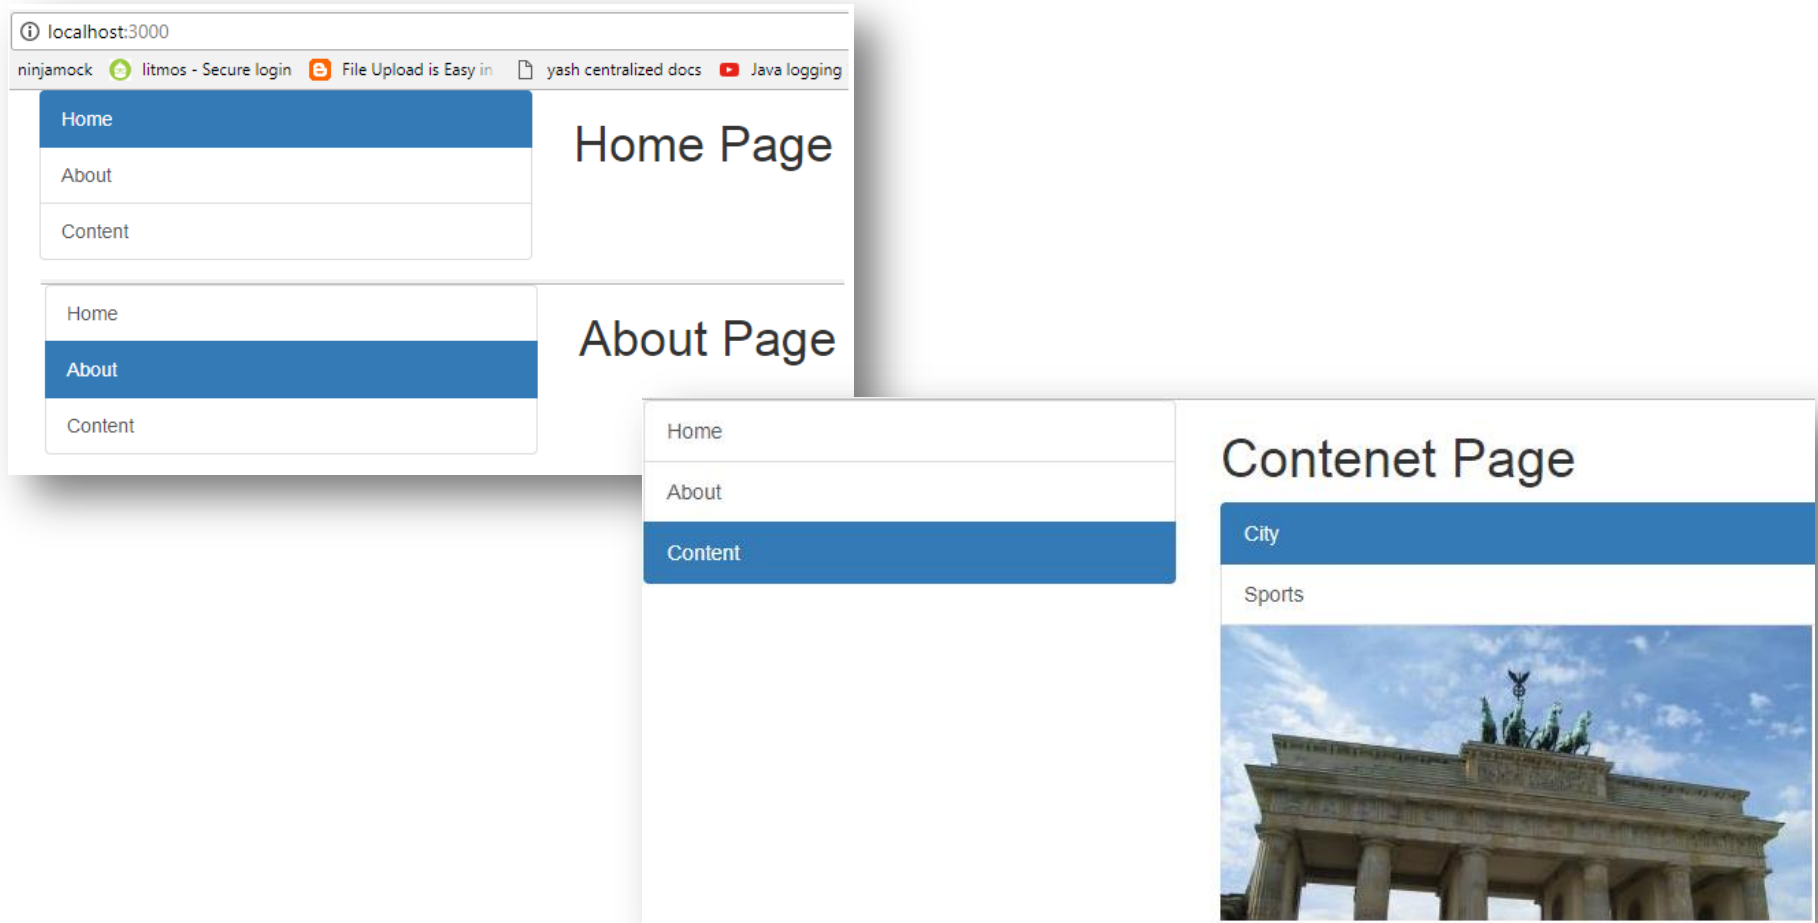 localhost:3000
ninjamock litmos - Secure login File Upload is Easy in yash centralized docs Java logging
Home
About
Content
Home Page
Home
About
Content
About Page
Home
About
Content
Contenet Page
City
Sports